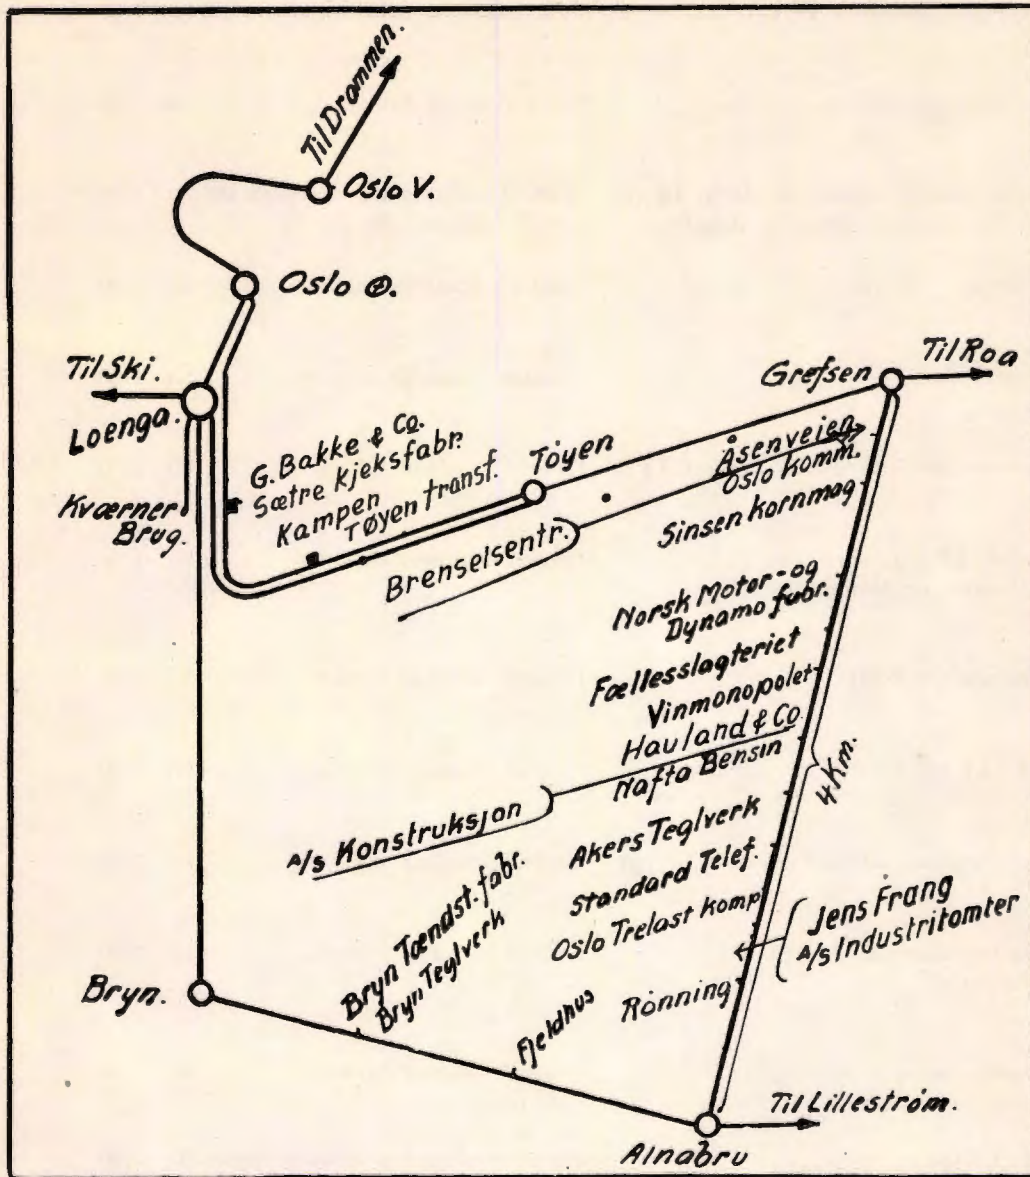 Til Drammen.
Oslo V.
Oslo Ø.
Til Ski.
Loenga.
Kværner
Brug.
G. Bakke & Co.
Sætre Kjeksfabr.
Kampen
Tøyen transf.
Tøyen
Grefsen
Til Roa
Åsenveien
Oslo Komm.
Sinsen Kornmag
Brenselsentr.
Norsk Motor- og
Dynamo fabr.
Fællesslagteriet
Vinmonopolet
Hauland & Co
Nafta Bensin
4 Km.
A/S Konstruksjon
Akers Teglverk
Standard Telef.
Oslo Trelast Komp
Jens Frang
A/S Industritomter
Bryn Tændst. fabr.
Bryn Teglverk
Bryn.
Fjeldhus
Rønning
Til Lillestrøm.
Alnabru